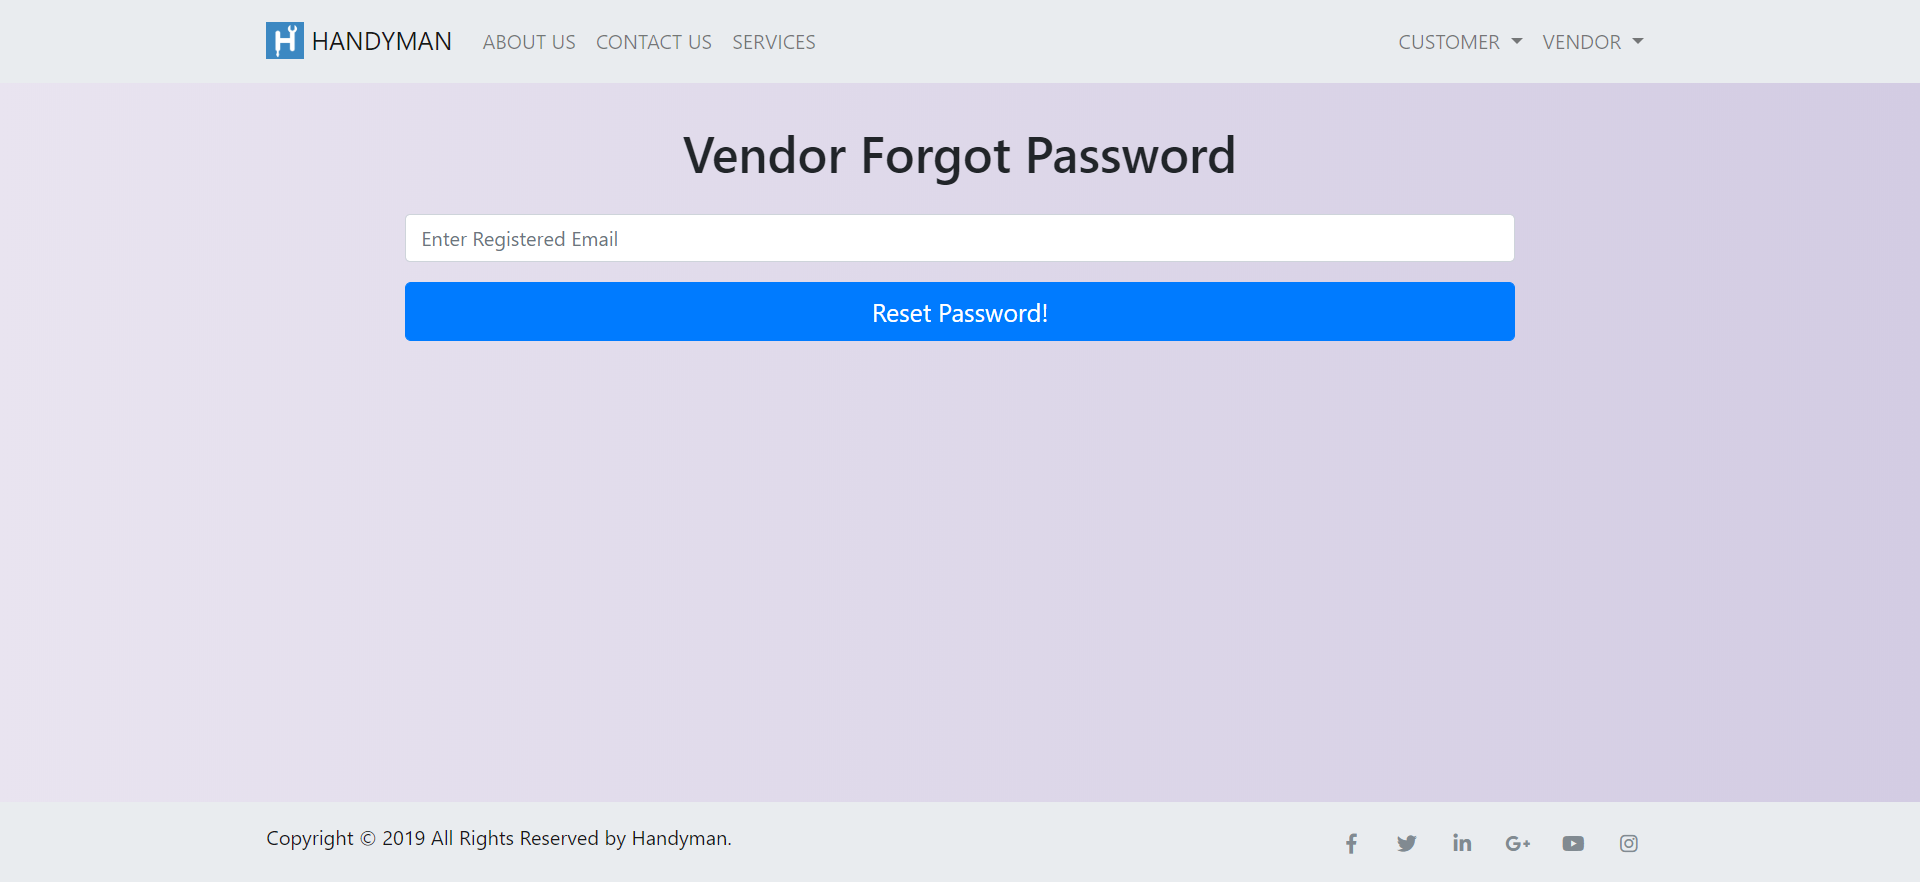 HANDYMAN ABOUT US CONTACT US SERVICES CUSTOMER VENDOR
Vendor Forgot Password
Enter Registered Email
Reset Password!
Copyright © 2019 All Rights Reserved by Handyman.